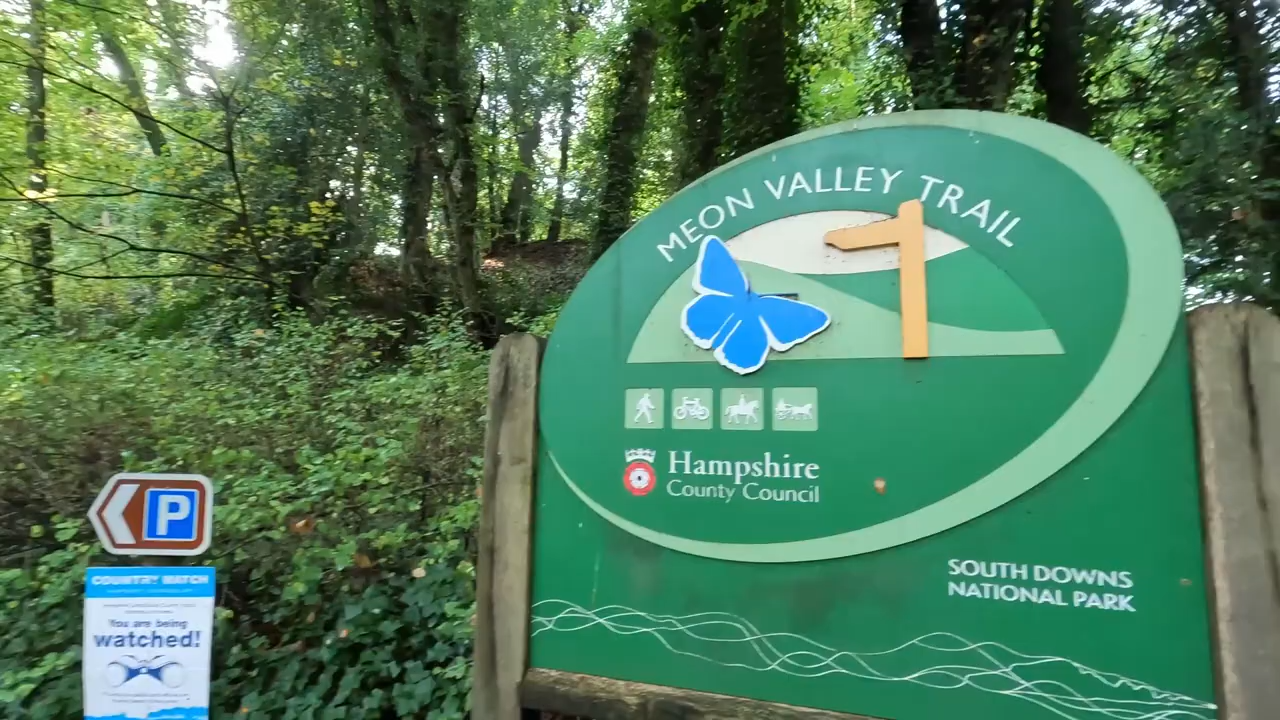 MEON VALLEY TRAIL
Hampshire
County Council
SOUTH DOWNS
NATIONAL PARK
P
COUNTRY WATCH
You are being
watched!